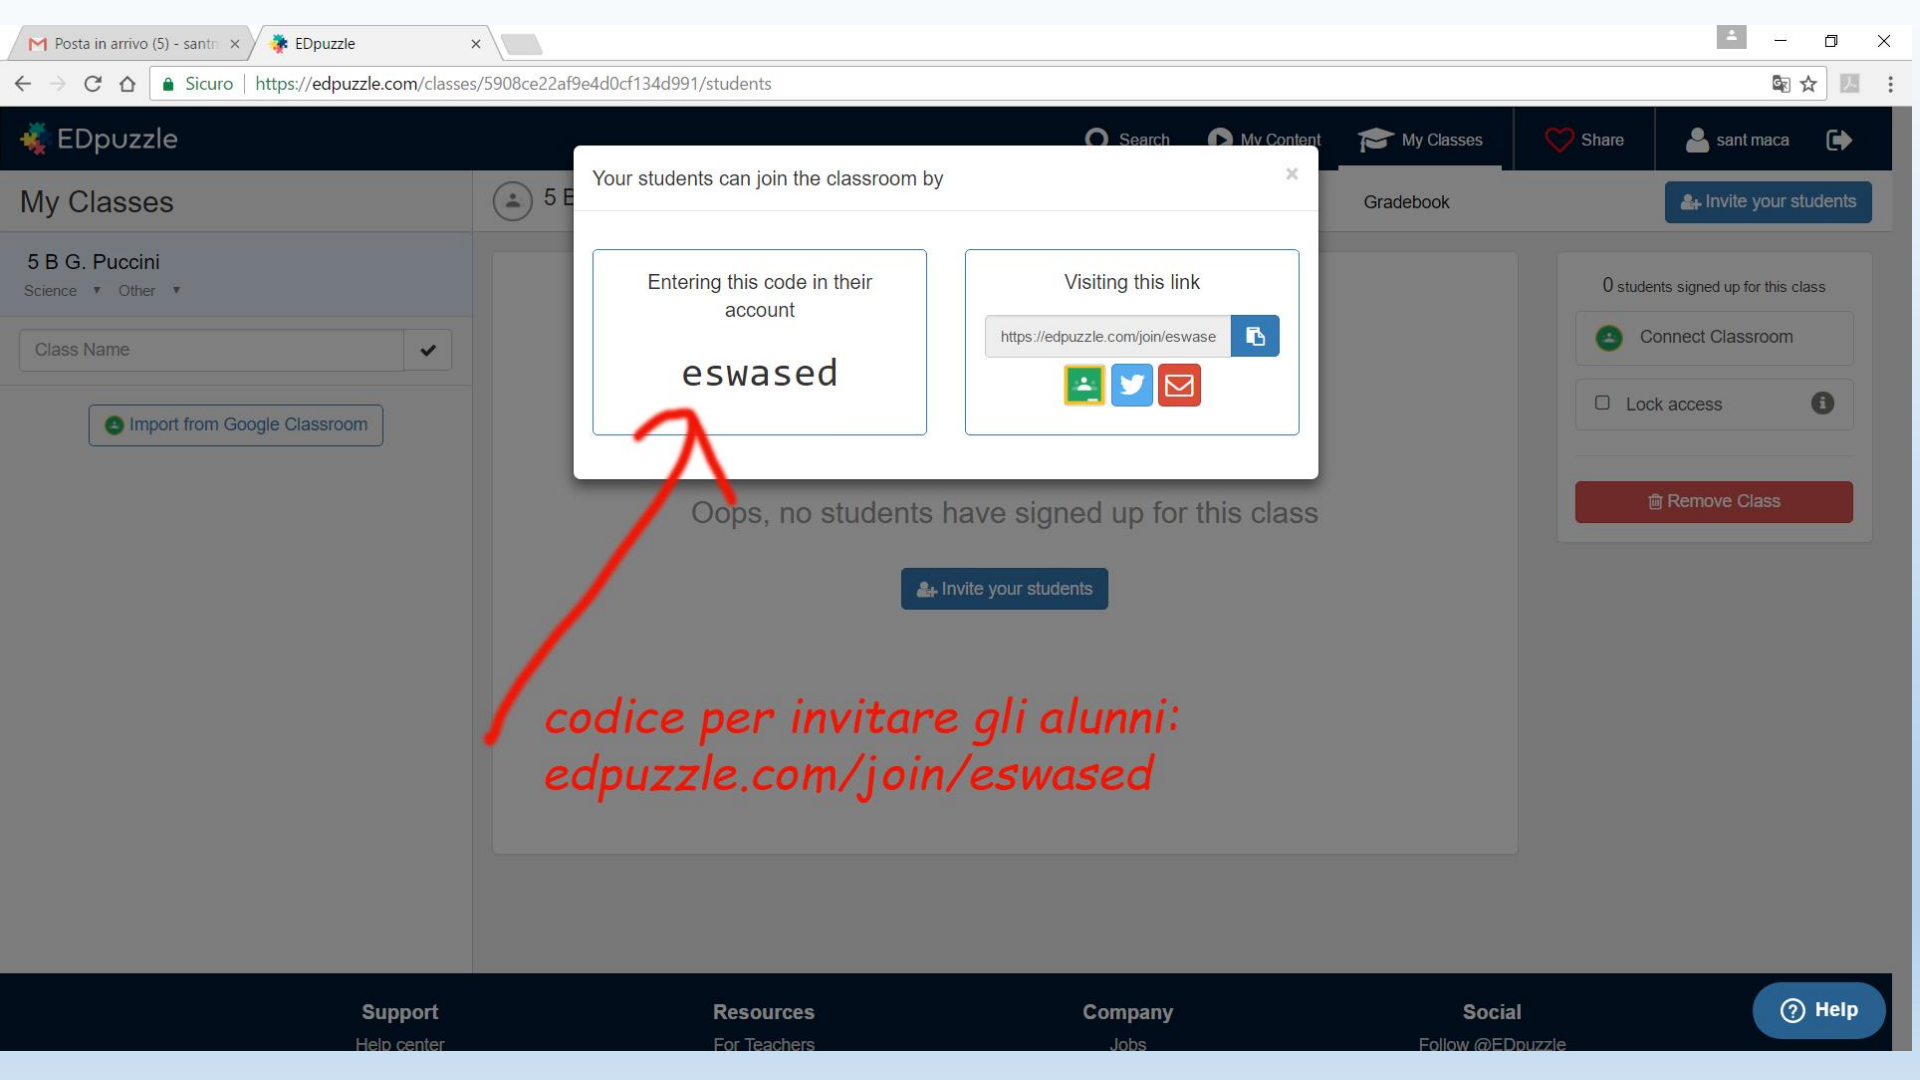 Posta in arrivo (5) - santm
EDpuzzle
Sicuro
https://edpuzzle.com/classes/5908ce22af9e4d0cf134d991/students
EDpuzzle
Search
My Content
My Classes
Share
sant maca
My Classes
5 B
Gradebook
Invite your students
5 B G. Puccini
Science
Other
Class Name
Import from Google Classroom
Your students can join the classroom by
Entering this code in their
account
eswased
Visiting this link
https://edpuzzle.com/join/eswase
0 students signed up for this class
Connect Classroom
Lock access
Remove Class
Oops, no students have signed up for this class
Invite your students
codice per invitare gli alunni:
edpuzzle.com/join/eswased
Support
Resources
Company
Social
Help center
For Teachers
Jobs
Follow @EDpuzzle
Help